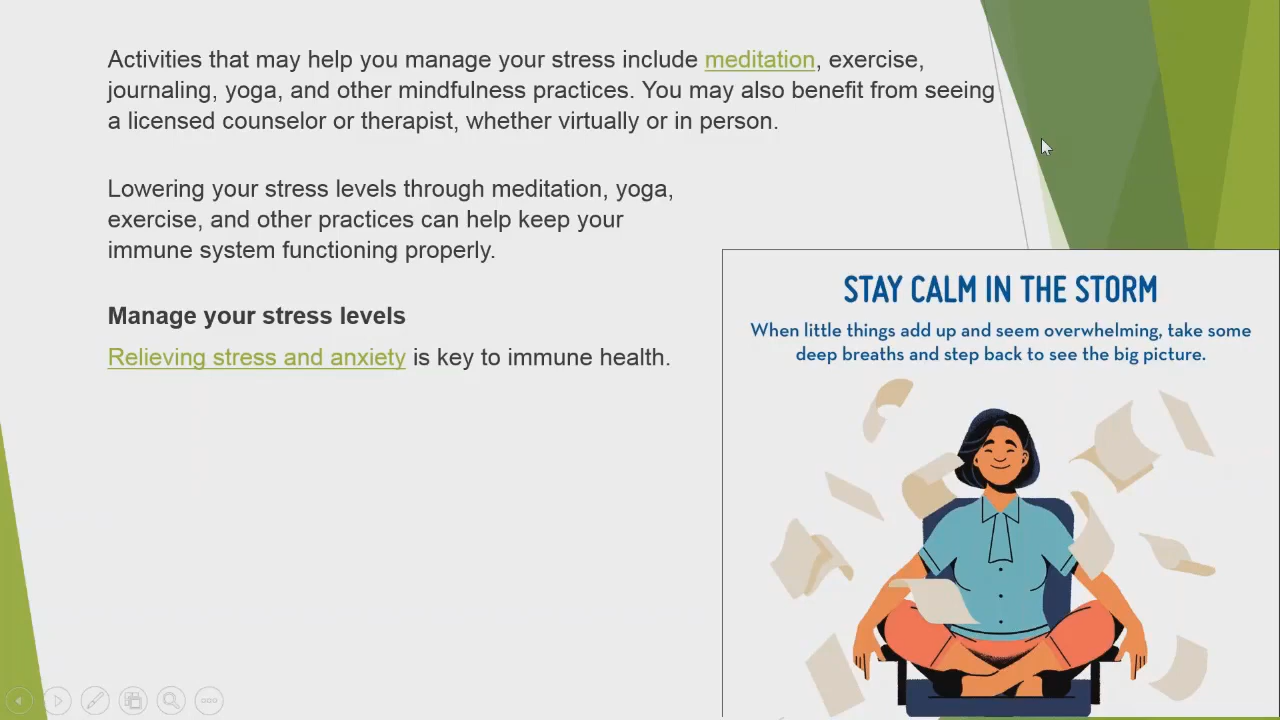 Activities that may help you manage your stress include meditation, exercise,
journaling, yoga, and other mindfulness practices. You may also benefit from seeing
a licensed counselor or therapist, whether virtually or in person.
Lowering your stress levels through meditation, yoga,
exercise, and other practices can help keep your
immune system functioning properly.
Manage your stress levels
Relieving stress and anxiety is key to immune health.
STAY CALM IN THE STORM
When little things add up and seem overwhelming, take some
deep breaths and step back to see the big picture.